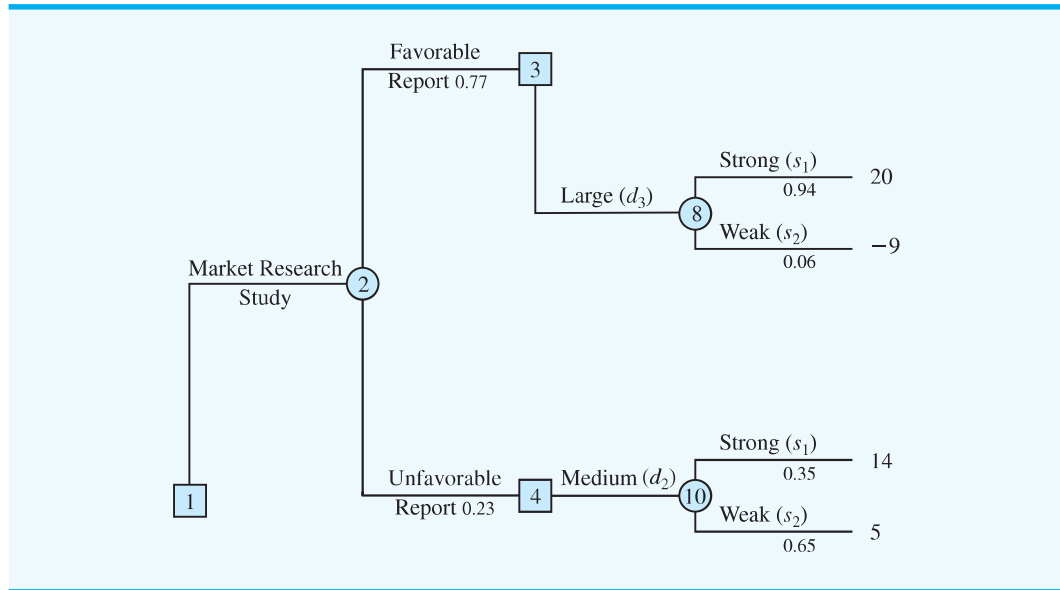 Favorable
Report 0.77
3
Strong (s₁)
20
0.94
Large (d₃)
8
Weak (s₂)
−9
0.06
Market Research
Study
2
Strong (s₁)
14
0.35
Unfavorable
Report 0.23
4
Medium (d₂)
10
1
Weak (s₂)
5
0.65